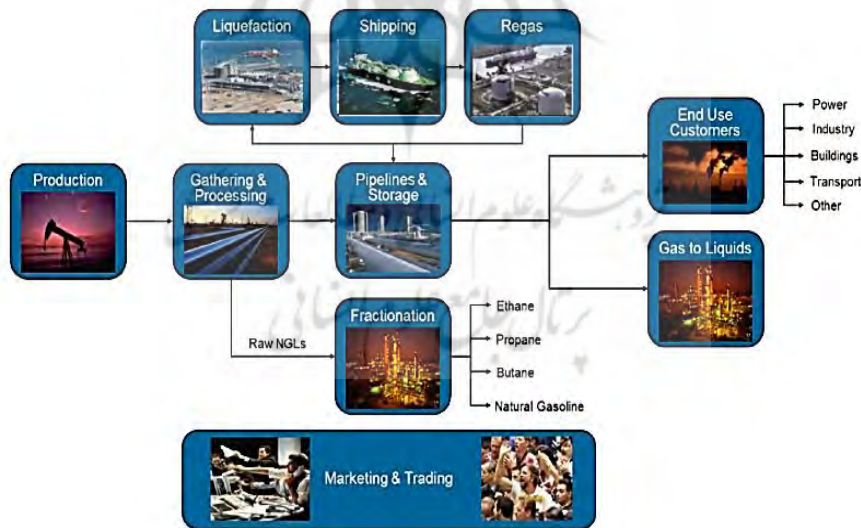 Liquefaction
Shipping
Regas
Production
Gathering &
Processing
Pipelines &
Storage
End Use
Customers
Power
Industry
Buildings
Transport
Other
Gas to Liquids
Raw NGLs
Fractionation
Ethane
Propane
Butane
Natural Gasoline
Marketing & Trading